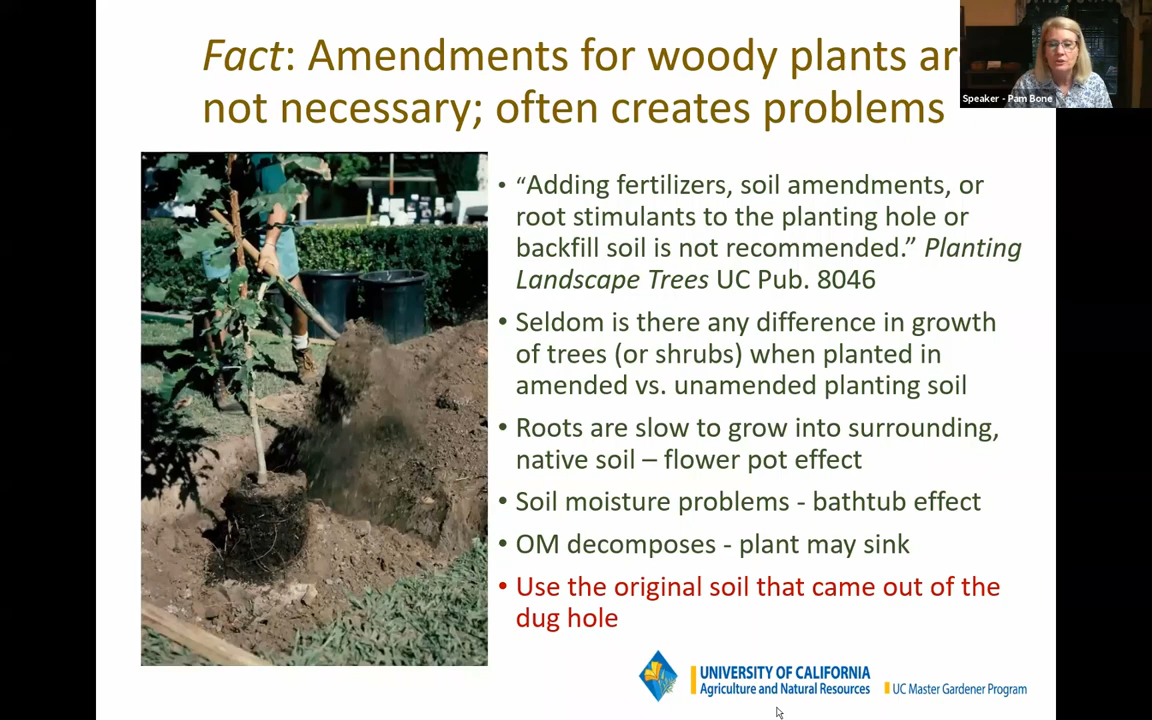 Fact: Amendments for woody plants ar
not necessary; often creates problems
Speaker - Pam Bone
• “Adding fertilizers, soil amendments, or
root stimulants to the planting hole or
backfill soil is not recommended.” Planting
Landscape Trees UC Pub. 8046
• Seldom is there any difference in growth
of trees (or shrubs) when planted in
amended vs. unamended planting soil
• Roots are slow to grow into surrounding,
native soil – flower pot effect
• Soil moisture problems - bathtub effect
• OM decomposes - plant may sink
• Use the original soil that came out of the
dug hole
UNIVERSITY OF CALIFORNIA
Agriculture and Natural Resources
UC Master Gardener Program